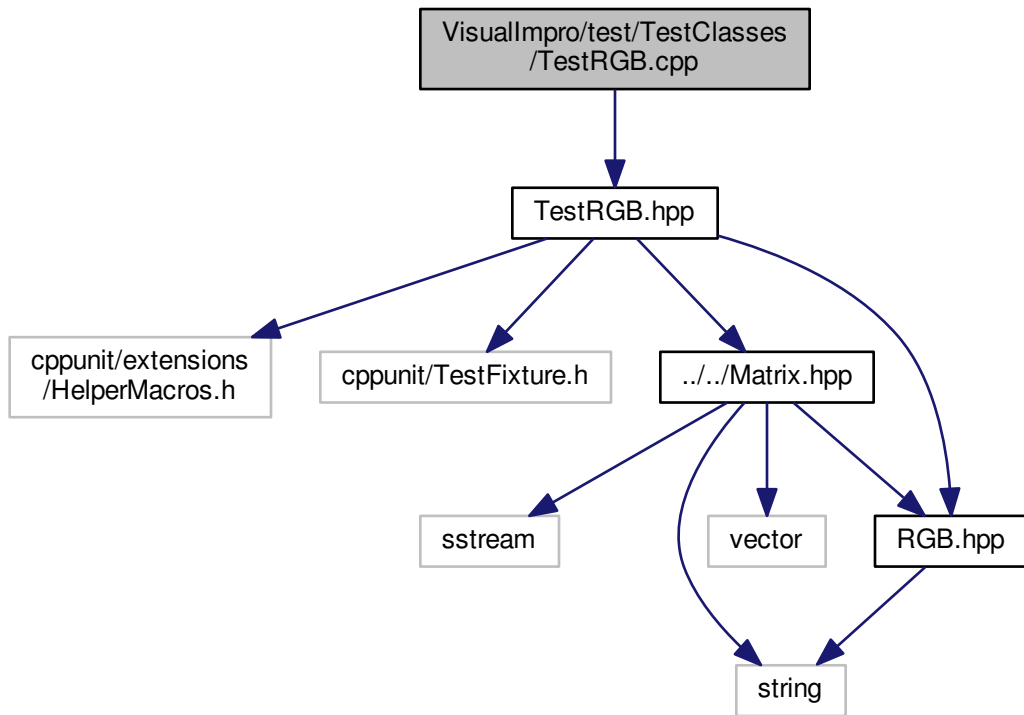 VisualImpro/test/TestClasses
/TestRGB.cpp
TestRGB.hpp
cppunit/extensions
/HelperMacros.h
cppunit/TestFixture.h
../../Matrix.hpp
sstream
vector
RGB.hpp
string